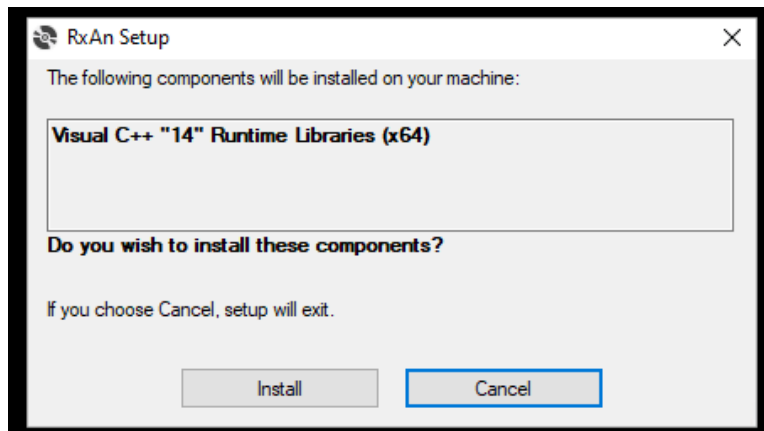 RxAn Setup
The following components will be installed on your machine:
Visual C++ "14" Runtime Libraries (x64)
Do you wish to install these components?
If you choose Cancel, setup will exit.
Install
Cancel